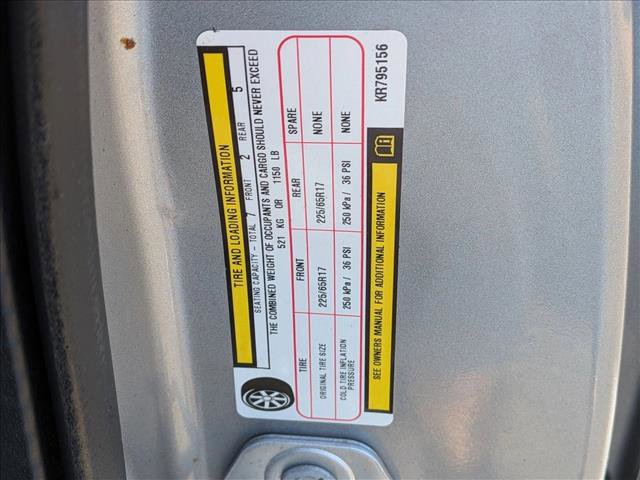 TIRE AND LOADING INFORMATION
SEATING CAPACITY - TOTAL 7 FRONT 2 REAR 5
THE COMBINED WEIGHT OF OCCUPANTS AND CARGO SHOULD NEVER EXCEED
521 KG OR 1150 LB
TIRE FRONT REAR SPARE
ORIGINAL TIRE SIZE 225/65R17 225/65R17 NONE
COLD TIRE INFLATION PRESSURE 250 kPa / 36 PSI 250 kPa / 36 PSI NONE
SEE OWNERS MANUAL FOR ADDITIONAL INFORMATION
KR795156